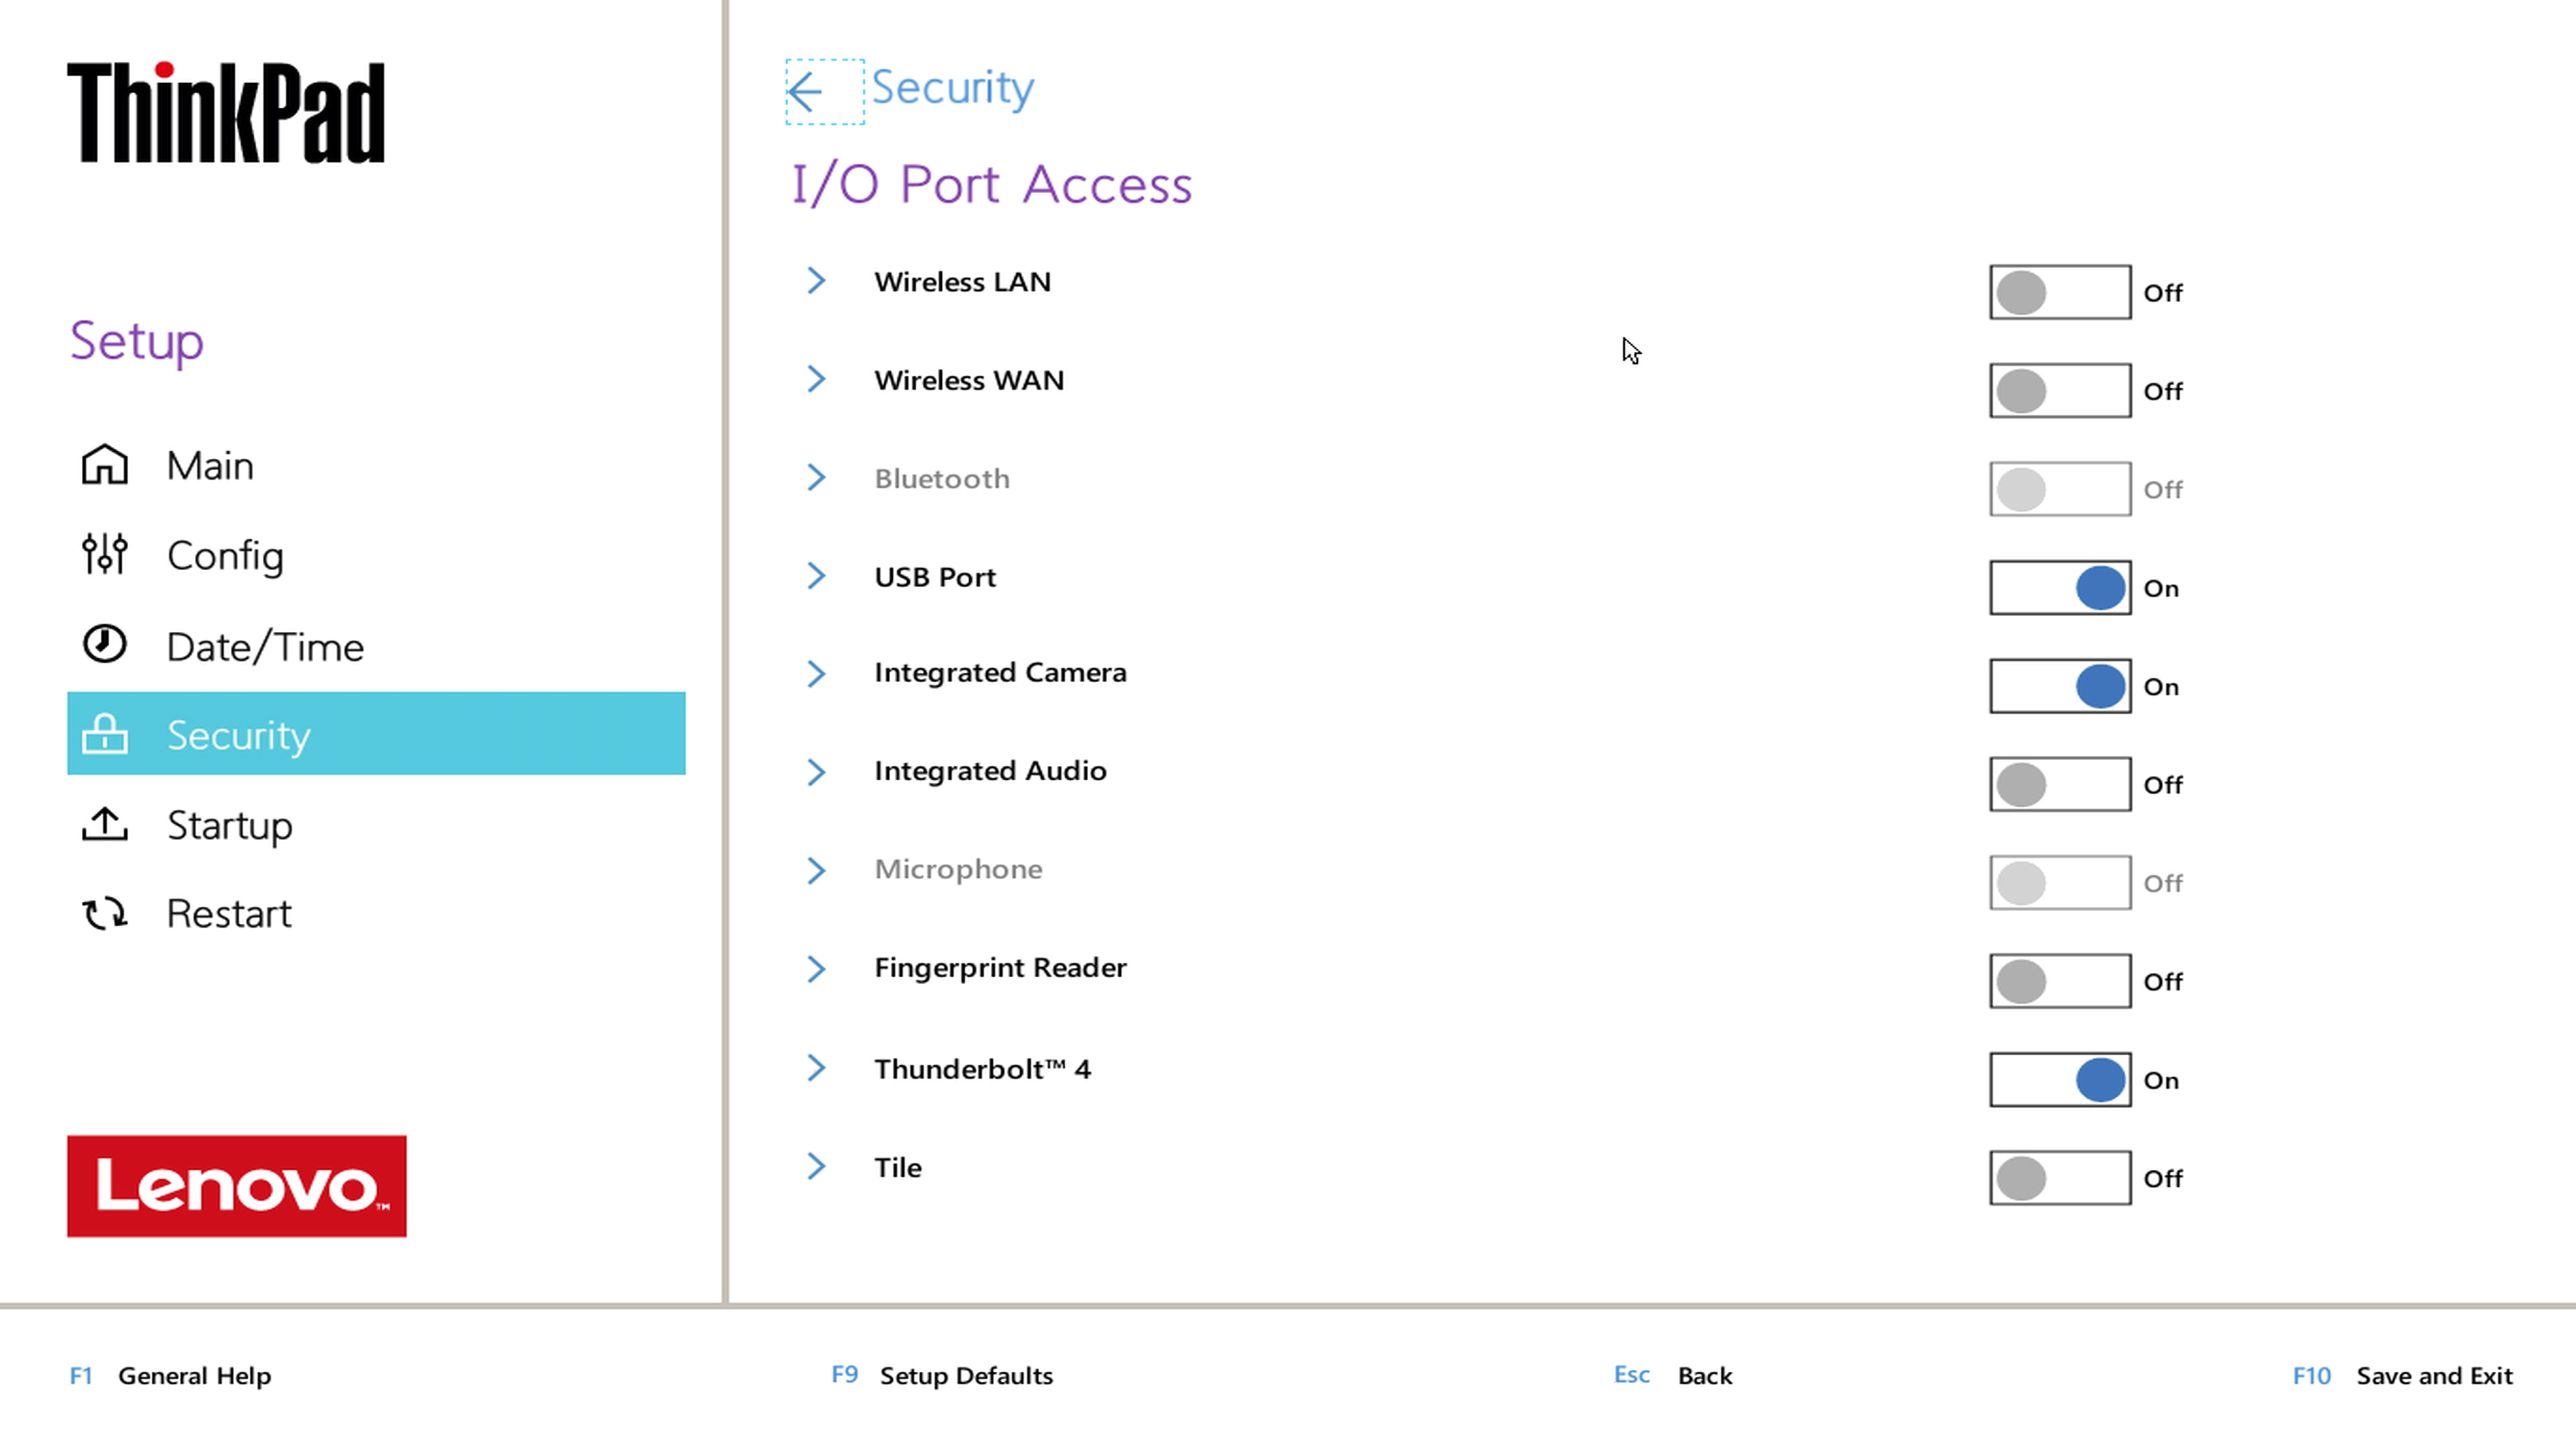 ThinkPad
Setup
Main
Config
Date/Time
Security
Startup
Restart
Lenovo™
Security
I/O Port Access
Wireless LAN Off
Wireless WAN Off
Bluetooth Off
USB Port On
Integrated Camera On
Integrated Audio Off
Microphone Off
Fingerprint Reader Off
Thunderbolt™ 4 On
Tile Off
F1 General Help F9 Setup Defaults Esc Back F10 Save and Exit